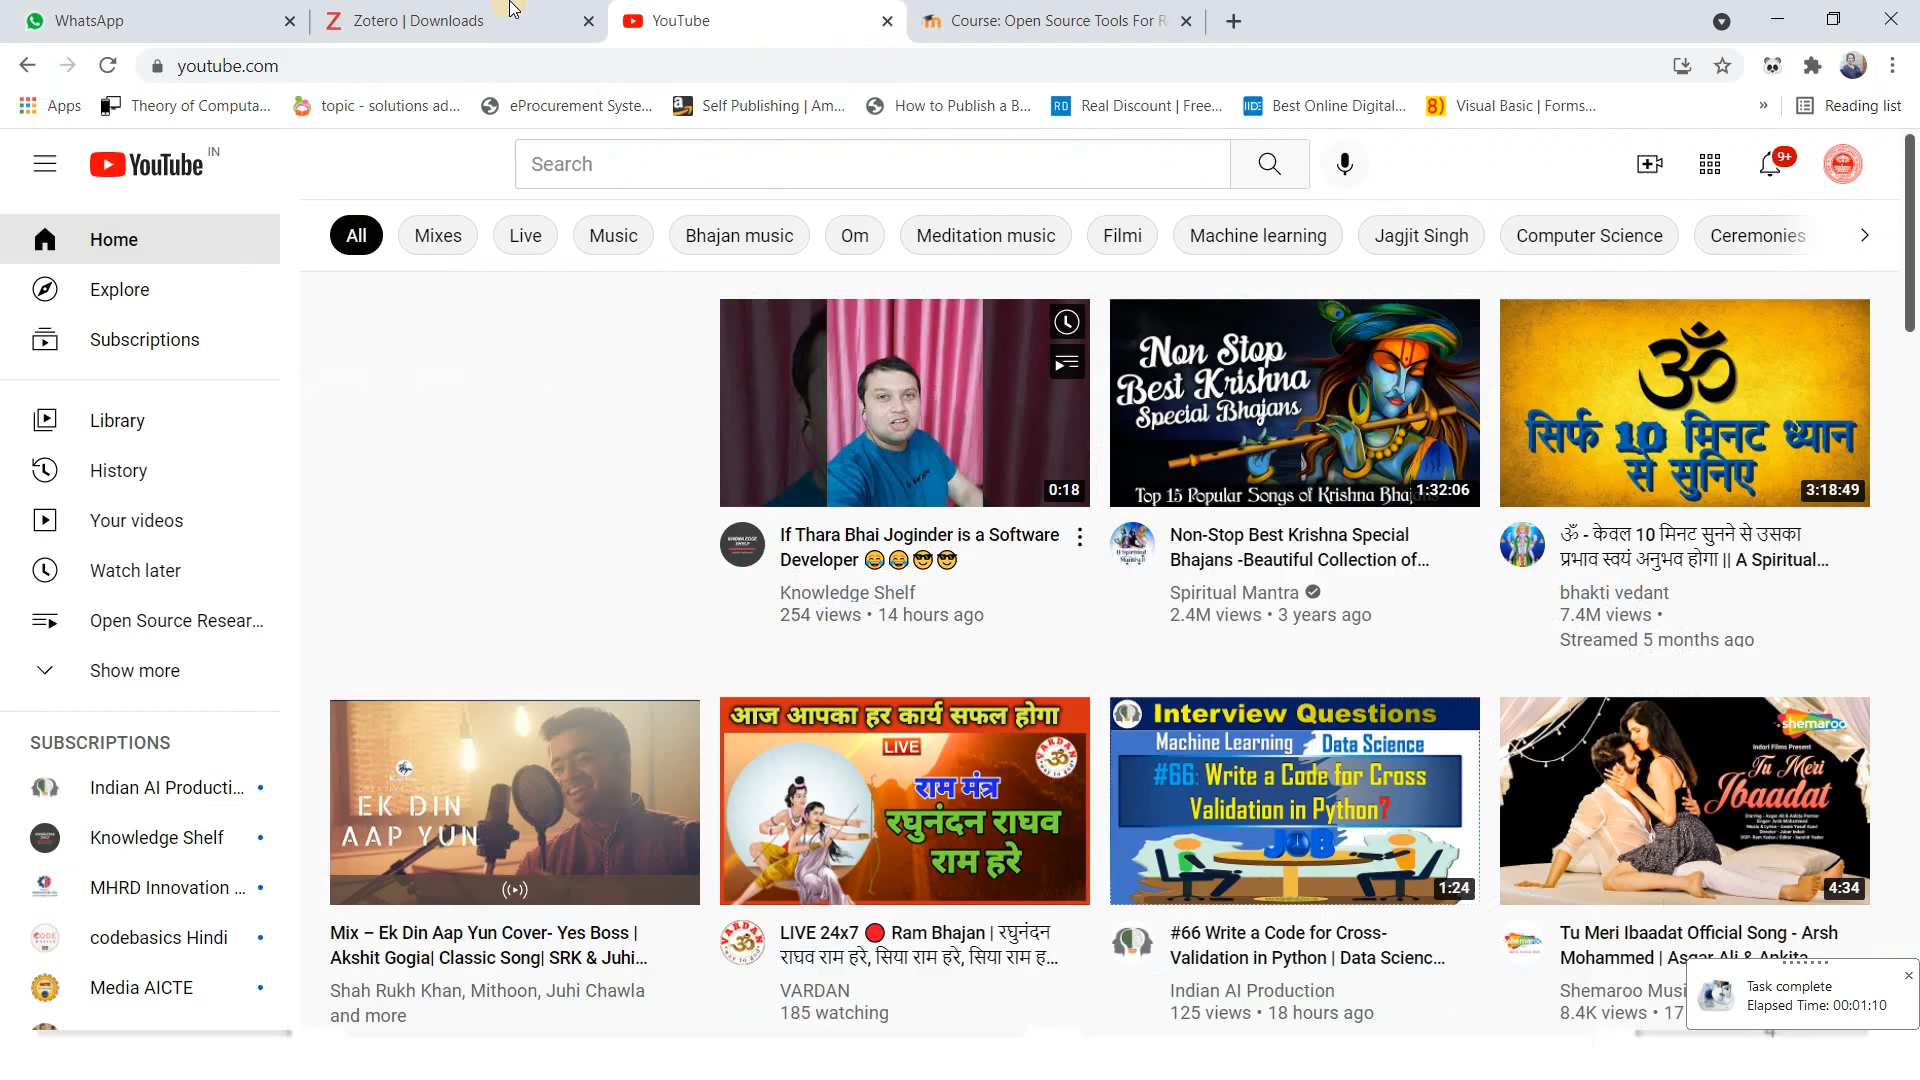 WhatsApp
Zotero | Downloads
YouTube
Course: Open Source Tools For R
youtube.com
Apps
Theory of Computa...
topic - solutions ad...
eProcurement Syste...
Self Publishing | Am...
How to Publish a B...
Real Discount | Free...
Best Online Digital...
Visual Basic | Forms...
»
Reading list
YouTube IN
Search
9+
All
Mixes
Live
Music
Bhajan music
Om
Meditation music
Filmi
Machine learning
Jagjit Singh
Computer Science
Ceremonies
Home
Explore
Subscriptions
Library
History
Your videos
Watch later
Open Source Resear...
Show more
SUBSCRIPTIONS
Indian AI Producti...
Knowledge Shelf
MHRD Innovation ...
codebasics Hindi
Media AICTE
0:18
If Thara Bhai Joginder is a Software
Developer 😂😂😎😎
Knowledge Shelf
254 views • 14 hours ago
Non Stop
Best Krishna
Special Bhajans
Top 15 Popular Songs of Krishna Bhajans
1:32:06
Non-Stop Best Krishna Special
Bhajans -Beautiful Collection of...
Spiritual Mantra
2.4M views • 3 years ago
ॐ
सिर्फ 10 मिनट ध्यान
से सुनिए
3:18:49
ॐ - केवल 10 मिनट सुनने से उसका
प्रभाव स्वयं अनुभव होगा || A Spiritual...
bhakti vedant
7.4M views •
Streamed 5 months ago
EK DIN
AAP YUN
Mix – Ek Din Aap Yun Cover- Yes Boss |
Akshit Gogia| Classic Song| SRK & Juhi...
Shah Rukh Khan, Mithoon, Juhi Chawla
and more
आज आपका हर कार्य सफल होगा
LIVE
VARDAN
ॐ
राम मंत्र
रघुनंदन राघव
राम हरे
LIVE 24x7 🔴 Ram Bhajan | रघुनंदन
राघव राम हरे, सिया राम हरे, सिया राम ह...
VARDAN
185 watching
Interview Questions
Machine Learning Data Science
#66: Write a Code for Cross
Validation in Python?
JOB
1:24
#66 Write a Code for Cross-
Validation in Python | Data Scienc...
Indian AI Production
125 views • 18 hours ago
shemaroo
Indori Films Present
Tu Meri
Ibaadat
4:34
Tu Meri Ibaadat Official Song - Arsh
Mohammed | Asgar Ali & Ankita
Shemaroo Musi
8.4K views • 17
Task complete
Elapsed Time: 00:01:10